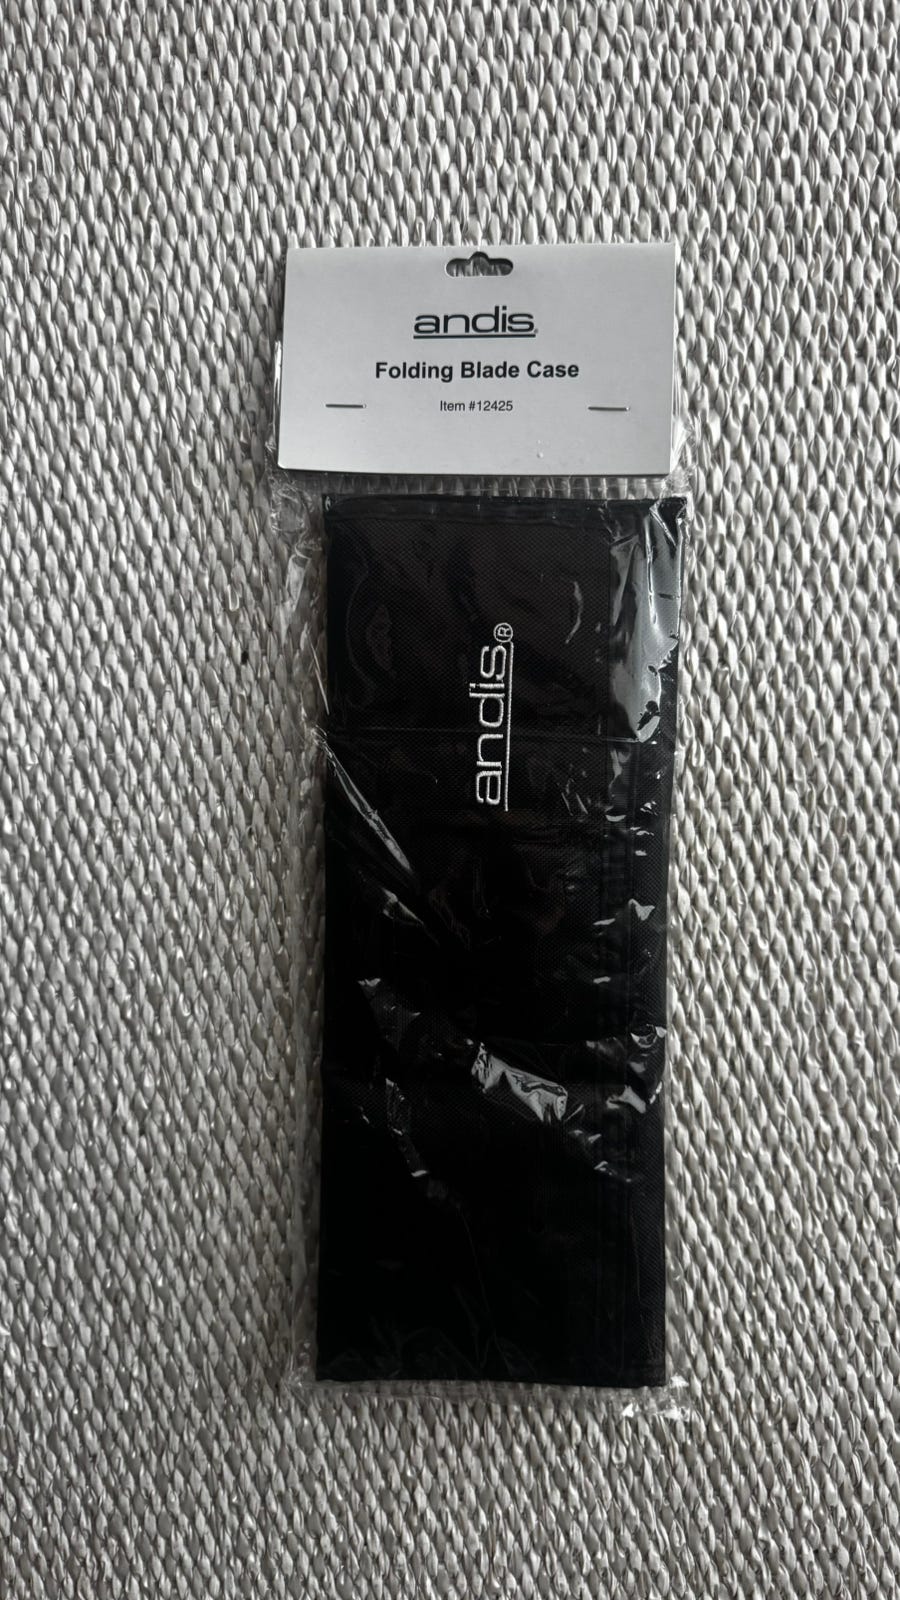 andis®
Folding Blade Case
Item #12425
andis®